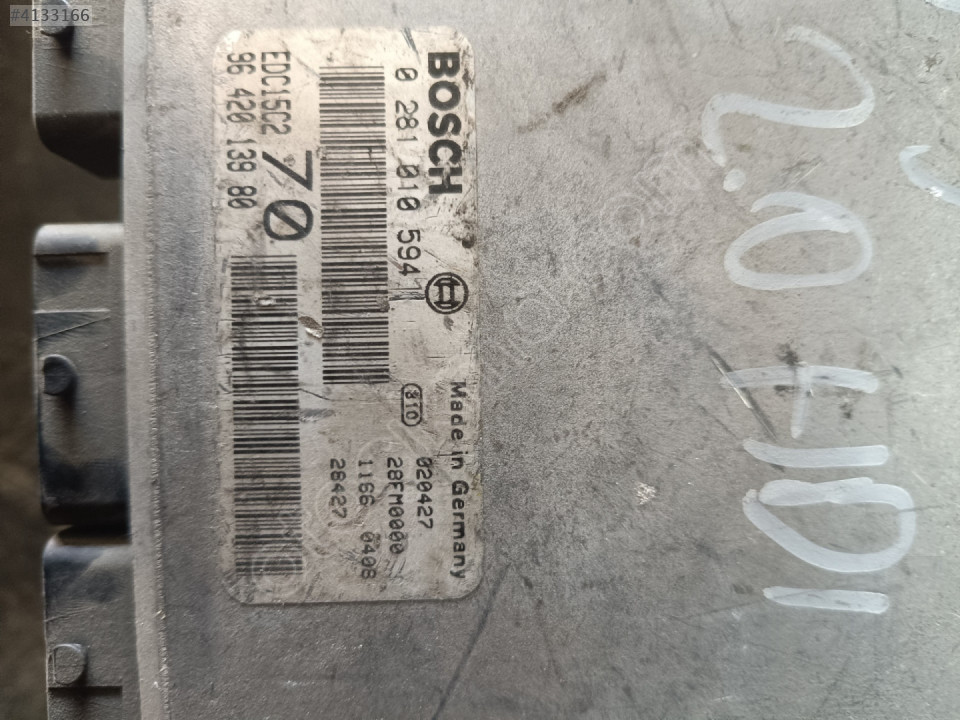 #4133166
BOSCH
0 281 010 594
EDC15C2
70
96 420 139 80
Made in Germany
020427
28FM0000
1166 0408
28427
310
2.0 HDI